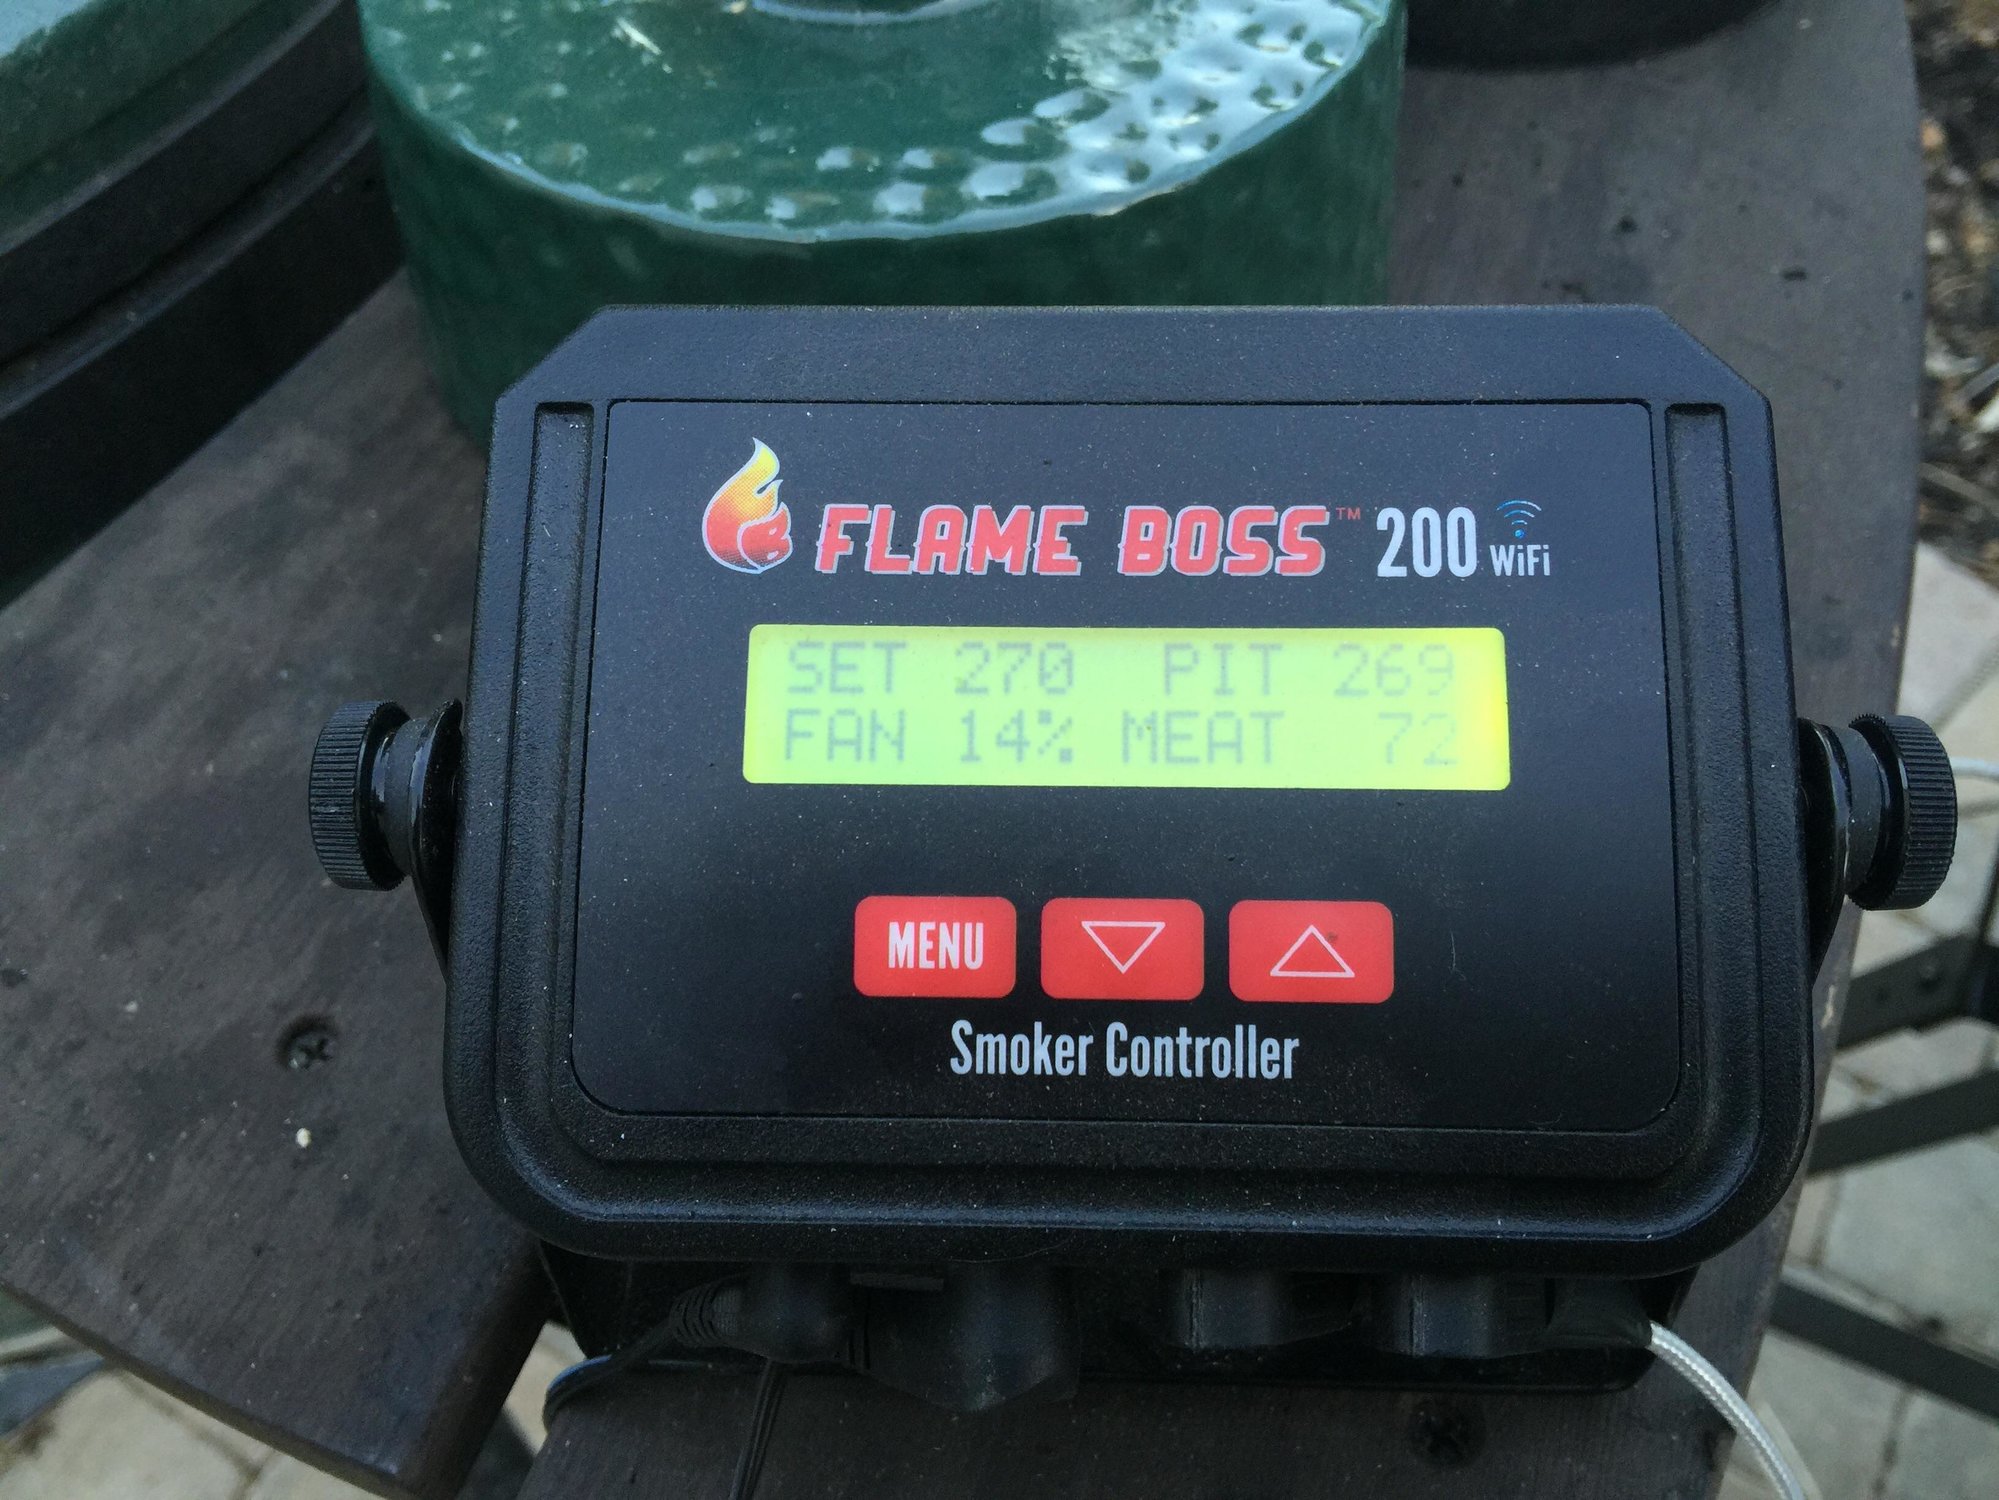 FLAME BOSS™ 200 WiFi
SET 270 PIT 269
FAN 14% MEAT 72
MENU
Smoker Controller